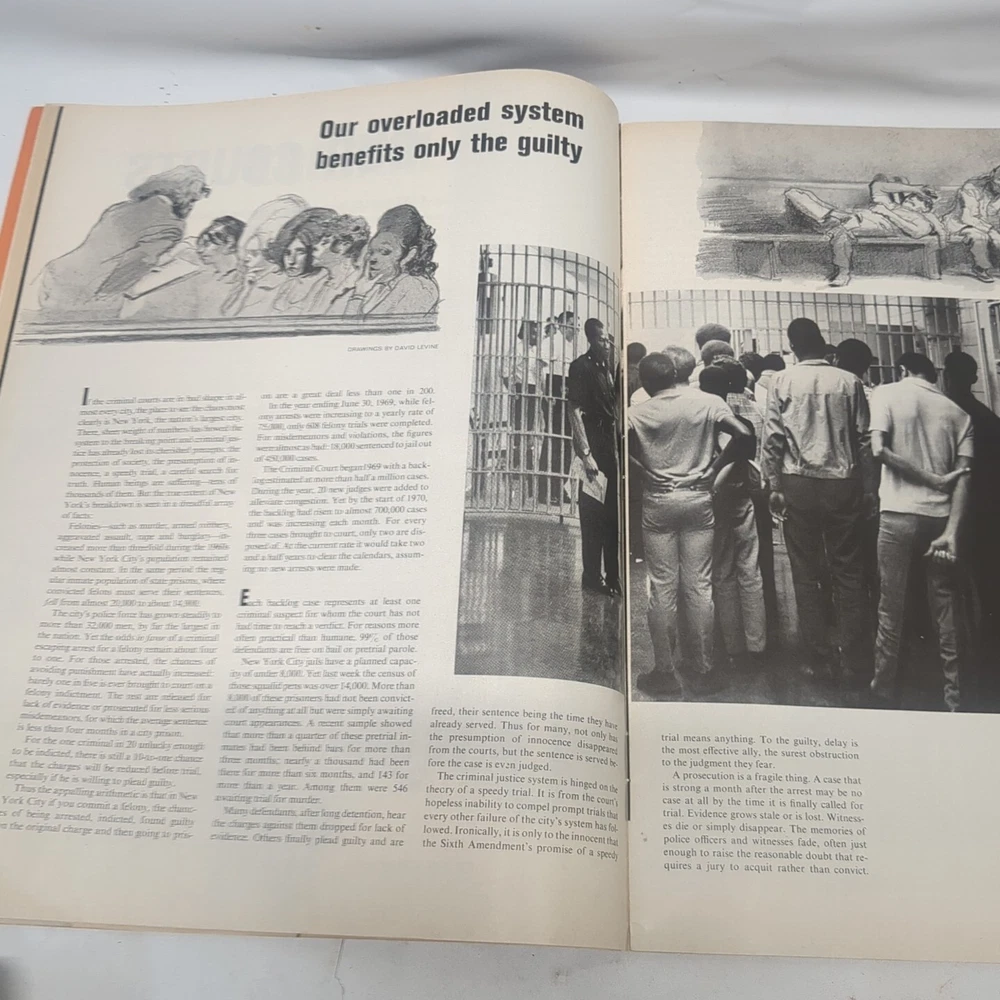 Our overloaded system
benefits only the guilty
DRAWINGS BY DAVID LEVINE
If the criminal courts are in bad shape in al-
most every city, the place to see the chaos most
clearly is New York, the nation's largest city.
There, sheer weight of numbers has bowed the
system to the breaking point and criminal jus-
tice has already lost its cherished goals: the
protection of society, the presumption of in-
nocence, a speedy trial, a careful search for
truth. Human beings are suffering—tens of
thousands of them. But the true extent of New
York's breakdown is seen in a dreadful array
of facts:
Felonies—such as murder, armed robbery,
aggravated assault, rape and burglary—in-
creased more than threefold during the 1960s
while New York City's population remained
almost constant. In the same period the reg-
ular inmate population of state prisons, where
convicted felons must serve their sentences,
fell from almost 20,000 to about 14,000.
The city's police force has grown steadily to
more than 32,000 men, by far the largest in
the nation. Yet the odds in favor of a criminal
escaping arrest for a felony remain about four
to one. For those arrested, the chances of
avoiding punishment have actually increased:
barely one in five is ever brought to court on a
felony indictment. The rest are released for
lack of evidence or prosecuted for less serious
misdemeanors, for which the average sentence
is less than four months in a city prison.
For the one criminal in 20 unlucky enough
to be indicted, there is still a 10-to-one chance
that the charges will be reduced before trial,
especially if he is willing to plead guilty.
Thus the appalling arithmetic is that in New
York City if you commit a felony, the chanc-
es of being arrested, indicted, found guilty
on the original charge and then going to pris-
on are a great deal less than one in 200.
In the year ending June 30, 1969, while fel-
ony arrests were increasing to a yearly rate of
75,000, only 608 felony trials were completed.
For misdemeanors and violations, the figures
were almost as bad: 18,000 sentenced to jail out
of 451,000 cases.
The Criminal Court began 1969 with a back-
log estimated at more than half a million cases.
During the year, 20 new judges were added to
alleviate congestion. Yet by the start of 1970,
the backlog had risen to almost 700,000 cases
and was increasing each month. For every
three cases brought to court, only two are dis-
posed of. At the current rate it would take two
and a half years to clear the calendars, assum-
ing no new arrests were made.
Each backlog case represents at least one
criminal suspect for whom the court has not
had time to reach a verdict. For reasons more
often practical than humane, 99% of those
defendants are free on bail or pretrial parole.
New York City jails have a planned capac-
ity of under 8,000. Yet last week the census of
those squalid pens was over 14,000. More than
8,000 of these prisoners had not been convict-
ed of anything at all but were simply awaiting
court appearances. A recent sample showed
that more than a quarter of these pretrial in-
mates had been behind bars for more than
three months; nearly a thousand had been
there for more than six months, and 143 for
more than a year. Among them were 546
awaiting trial for murder.
Many defendants, after long detention, hear
the charges against them dropped for lack of
evidence. Others finally plead guilty and are
freed, their sentence being the time they have
already served. Thus for many, not only has
the presumption of innocence disappeared
from the courts, but the sentence is served be-
fore the case is even judged.
The criminal justice system is hinged on the
theory of a speedy trial. It is from the court's
hopeless inability to compel prompt trials that
every other failure of the city's system has fol-
lowed. Ironically, it is only to the innocent that
the Sixth Amendment's promise of a speedy
trial means anything. To the guilty, delay is
the most effective ally, the surest obstruction
to the judgment they fear.
A prosecution is a fragile thing. A case that
is strong a month after the arrest may be no
case at all by the time it is finally called for
trial. Evidence grows stale or is lost. Witness-
es die or simply disappear. The memories of
police officers and witnesses fade, often just
enough to raise the reasonable doubt that re-
quires a jury to acquit rather than convict.